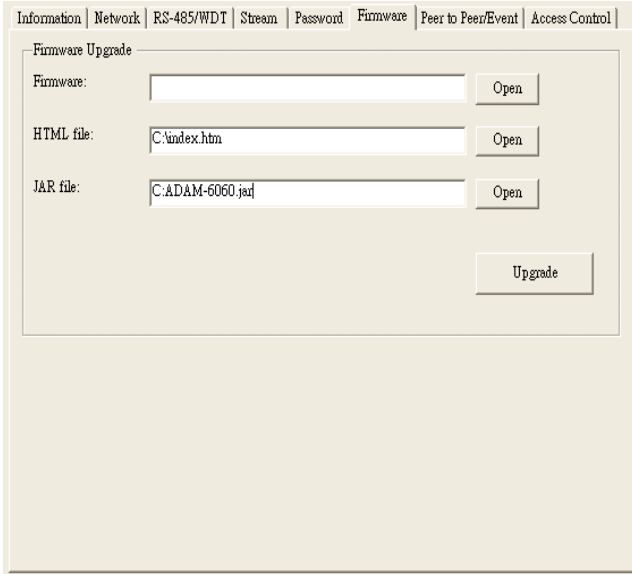 Information Network RS-485/WDT Stream Password Firmware Peer to Peer/Event Access Control
Firmware Upgrade
Firmware: Open
HTML file: C:\index.htm Open
JAR file: C:ADAM-6060.jar Open
Upgrade